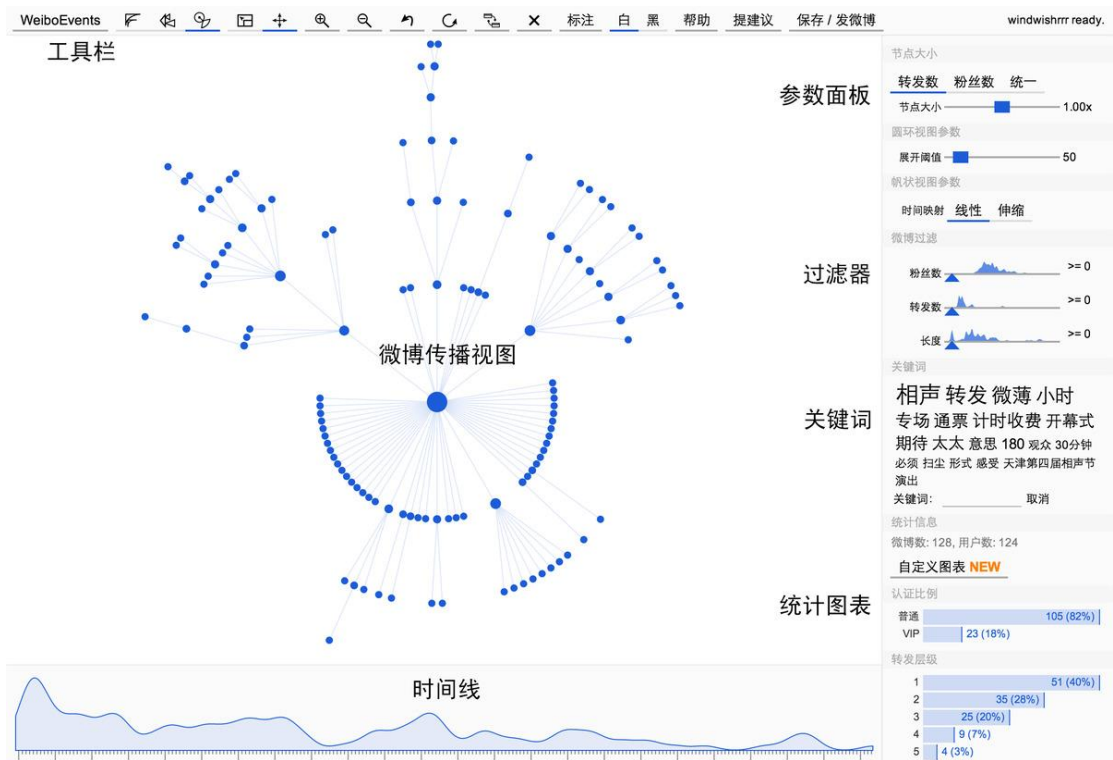 WeiboEvents 标注 白 黑 帮助 提建议 保存 / 发微博 windwishrrr ready.
工具栏
参数面板
过滤器
微博传播视图
关键词
统计图表
时间线
节点大小
转发数 粉丝数 统一
节点大小 1.00x
圆环视图参数
展开阈值 50
帆状视图参数
时间映射 线性 伸缩
微博过滤
粉丝数 >= 0
转发数 >= 0
长度 >= 0
关键词
相声 转发 微薄 小时
专场 通票 计时收费 开幕式
期待 太太 意思 180 观众 30分钟
必须 扫尘 形式 感受 天津第四届相声节
演出
关键词: 取消
统计信息
微博数: 128, 用户数: 124
自定义图表 NEW
认证比例
普通 105 (82%)
VIP 23 (18%)
转发层级
1 51 (40%)
2 35 (28%)
3 25 (20%)
4 9 (7%)
5 4 (3%)